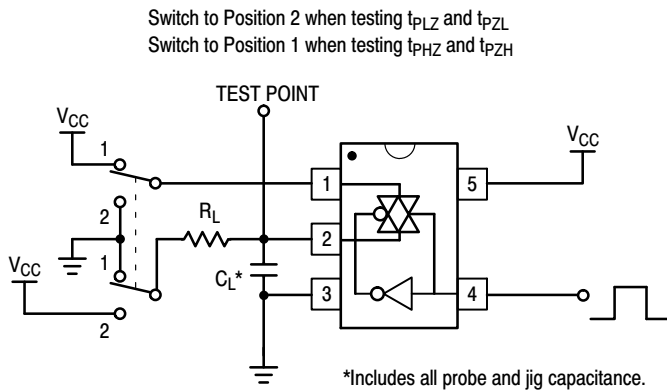 Switch to Position 2 when testing tPLZ and tPZL
Switch to Position 1 when testing tPHZ and tPZH
TEST POINT
VCC
VCC
1
1
5
2
RL
2
VCC
1
CL*
3
4
2
*Includes all probe and jig capacitance.